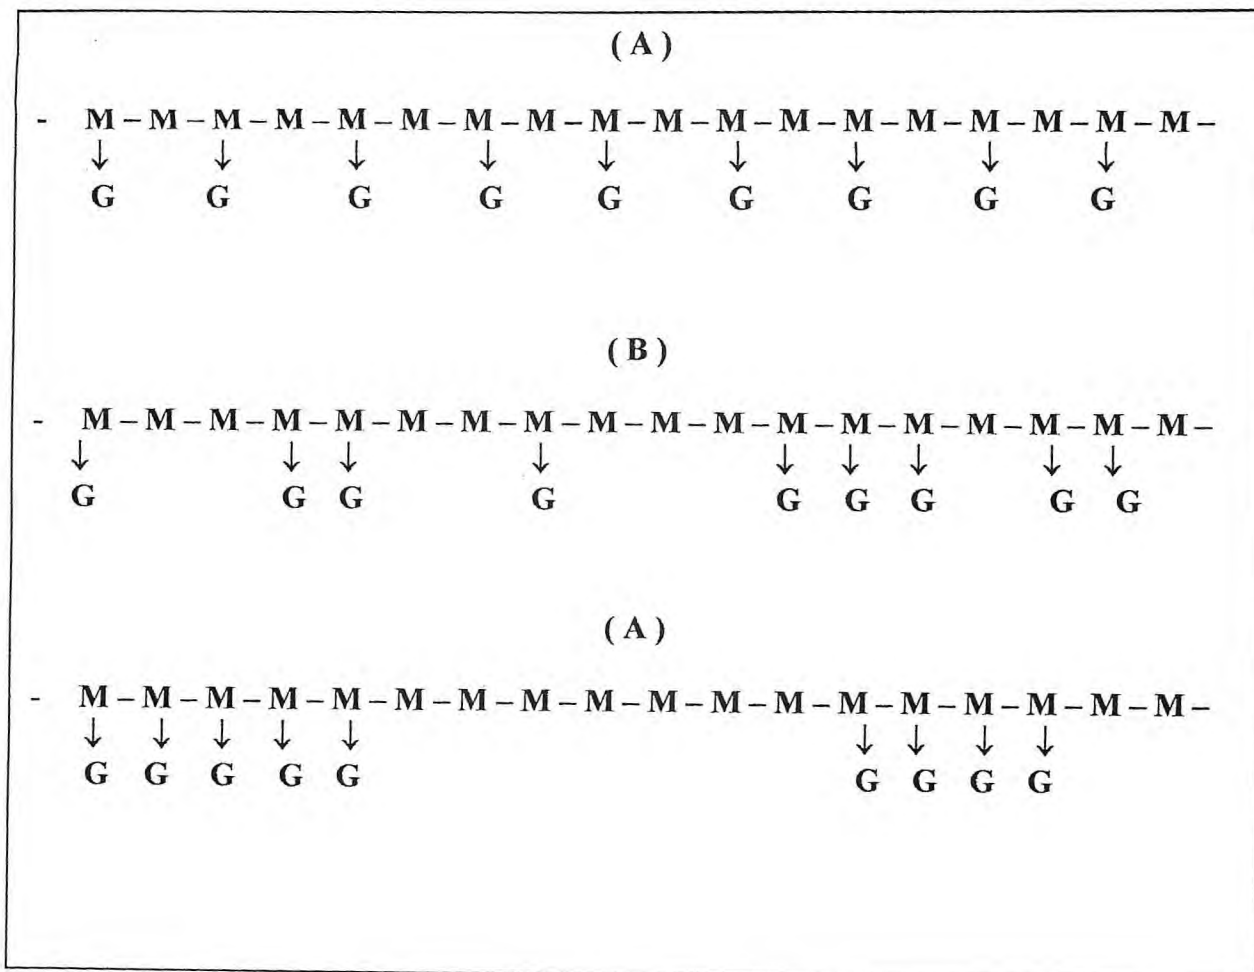 ( A )
- M – M – M – M – M – M – M – M – M – M – M – M – M – M – M – M – M – M –
↓ ↓ ↓ ↓ ↓ ↓ ↓ ↓ ↓
G G G G G G G G G
( B )
- M – M – M – M – M – M – M – M – M – M – M – M – M – M – M – M – M – M –
↓ ↓ ↓ ↓ ↓ ↓ ↓ ↓ ↓
G G G G G G G G G
( A )
- M – M – M – M – M – M – M – M – M – M – M – M – M – M – M – M – M – M –
↓ ↓ ↓ ↓ ↓ ↓ ↓ ↓ ↓
G G G G G G G G G